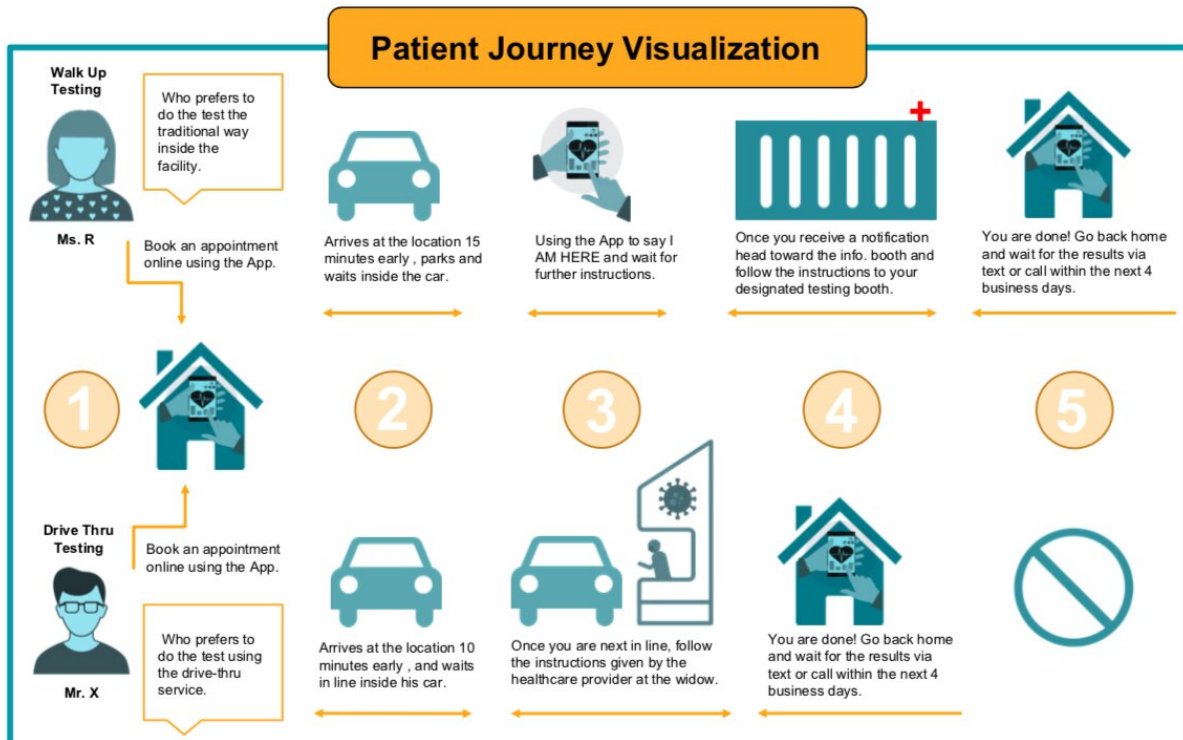 Patient Journey Visualization
Walk Up
Testing
Who prefers to
do the test the
traditional way
inside the
facility.
Ms. R
Book an appointment
online using the App.
Arrives at the location 15
minutes early , parks and
waits inside the car.
Using the App to say I
AM HERE and wait for
further instructions.
Once you receive a notification
head toward the info. booth and
follow the instructions to your
designated testing booth.
You are done! Go back home
and wait for the results via
text or call within the next 4
business days.
1
2
3
4
5
Drive Thru
Testing
Mr. X
Book an appointment
online using the App.
Who prefers to
do the test using
the drive-thru
service.
Arrives at the location 10
minutes early , and waits
in line inside his car.
Once you are next in line, follow
the instructions given by the
healthcare provider at the widow.
You are done! Go back home
and wait for the results via
text or call within the next 4
business days.